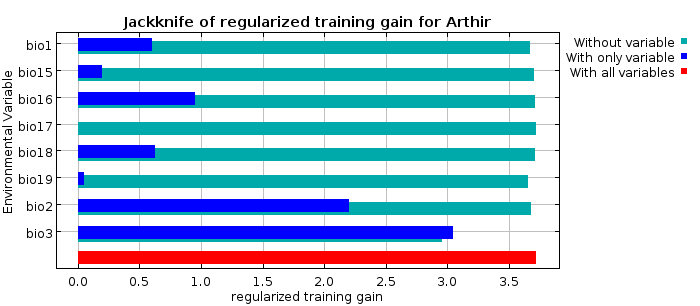 Jackknife of regularized training gain for Arthir
Without variable
With only variable
With all variables
Environmental Variable
bio1
bio15
bio16
bio17
bio18
bio19
bio2
bio3
0.0 0.5 1.0 1.5 2.0 2.5 3.0 3.5
regularized training gain